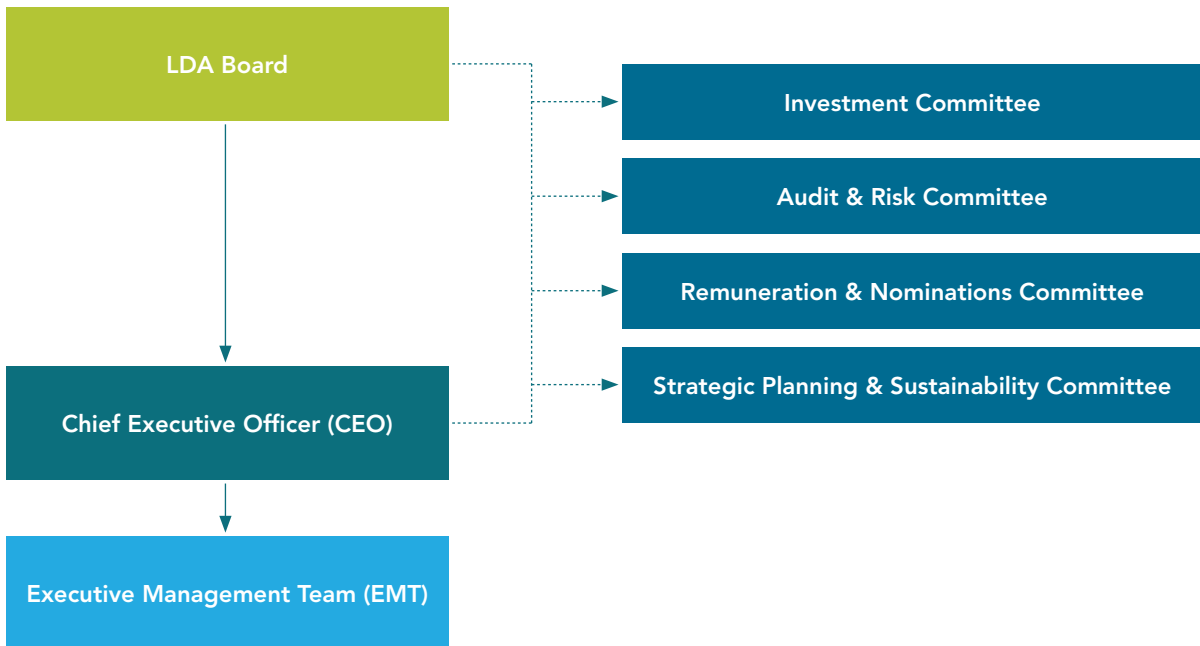 LDA Board
Investment Committee
Audit & Risk Committee
Remuneration & Nominations Committee
Strategic Planning & Sustainability Committee
Chief Executive Officer (CEO)
Executive Management Team (EMT)